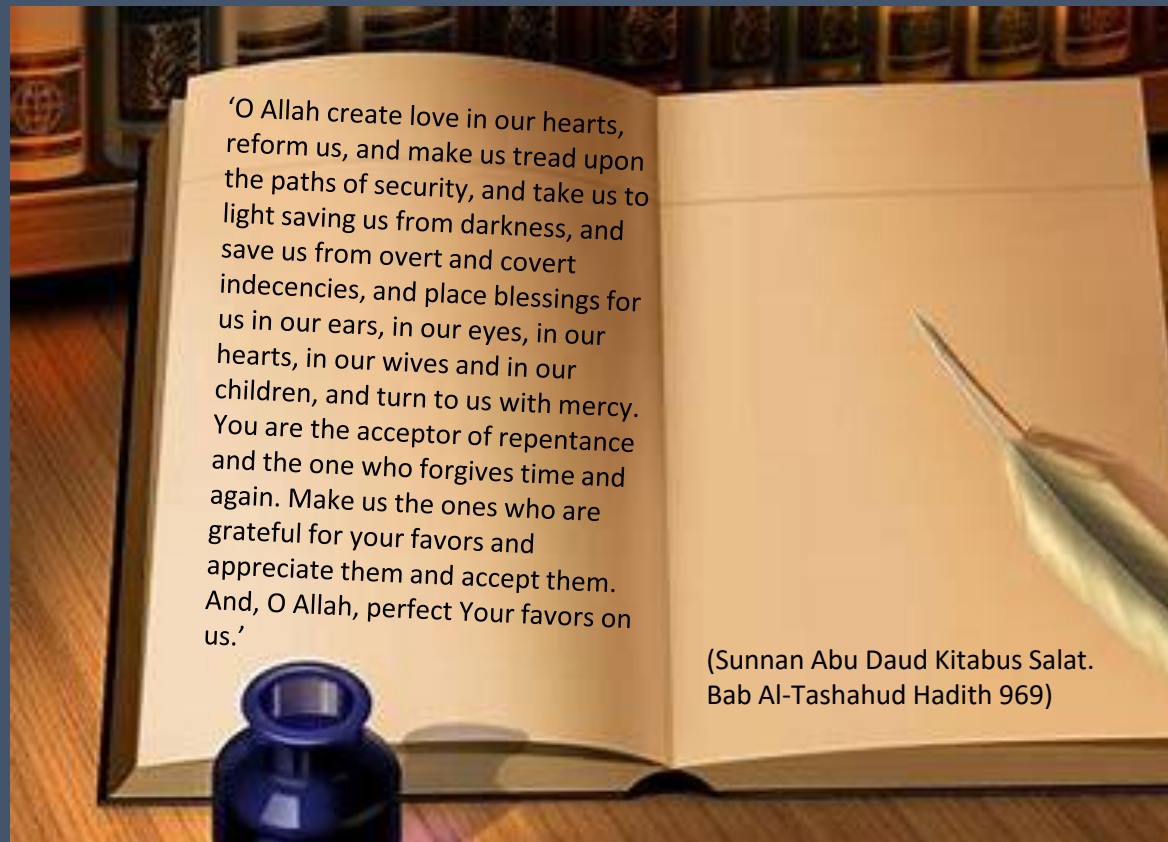 ‘O Allah create love in our hearts,
reform us, and make us tread upon
the paths of security, and take us to
light saving us from darkness, and
save us from overt and covert
indecencies, and place blessings for
us in our ears, in our eyes, in our
hearts, in our wives and in our
children, and turn to us with mercy.
You are the acceptor of repentance
and the one who forgives time and
again. Make us the ones who are
grateful for your favors and
appreciate them and accept them.
And, O Allah, perfect Your favors on
us.’
(Sunnan Abu Daud Kitabus Salat.
Bab Al-Tashahud Hadith 969)